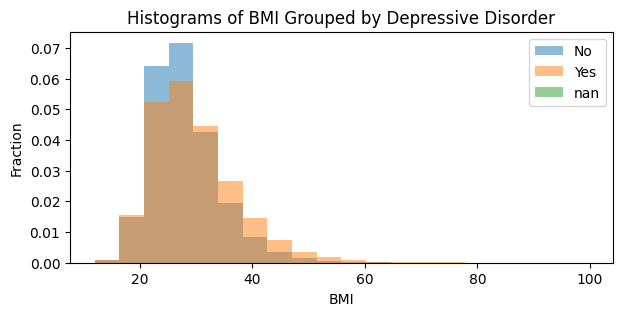 Histograms of BMI Grouped by Depressive Disorder
No
Yes
nan
Fraction
0.07
0.06
0.05
0.04
0.03
0.02
0.01
0.00
20
40
60
80
100
BMI